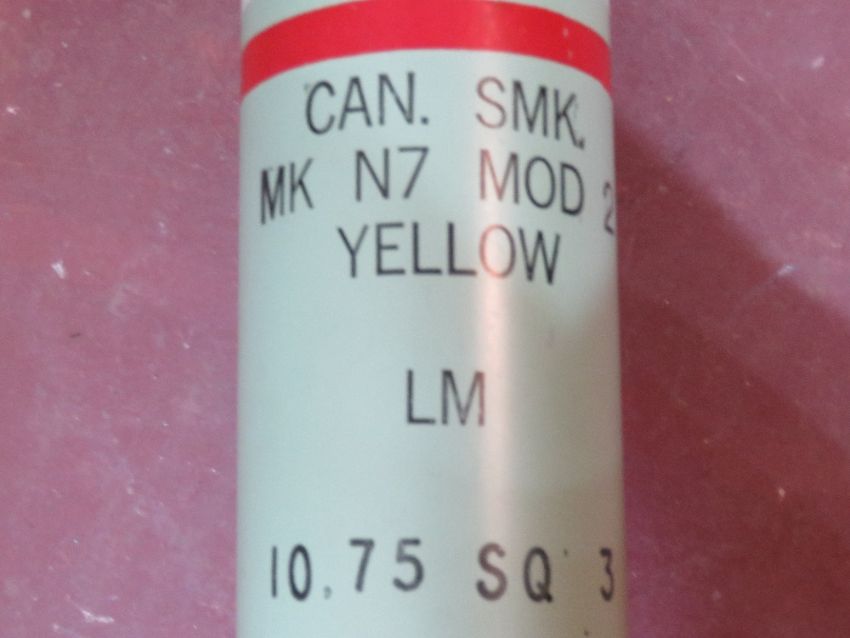 CAN. SMK.
MK N7 MOD 2
YELLOW
LM
10.75 SQ 3